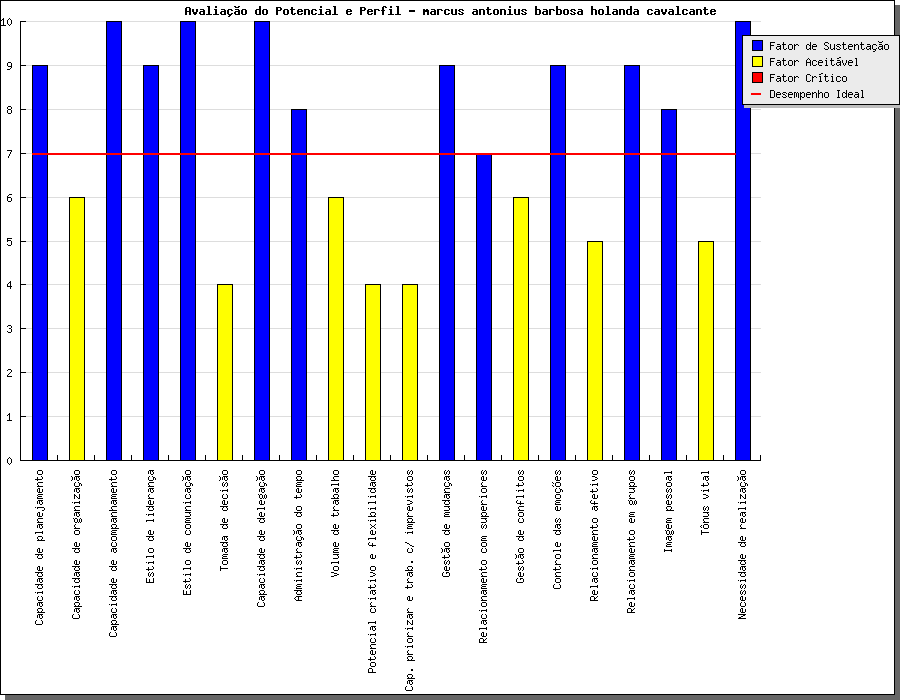 Avaliação do Potencial e Perfil - marcus antonius barbosa holanda cavalcante
Fator de Sustentação
Fator Aceitável
Fator Crítico
Desempenho Ideal
10
9
8
7
6
5
4
3
2
1
0
Capacidade de planejamento
Capacidade de organização
Capacidade de acompanhamento
Estilo de liderança
Estilo de comunicação
Tomada de decisão
Capacidade de delegação
Administração do tempo
Volume de trabalho
Potencial criativo e flexibilidade
Cap. priorizar e trab. c/ imprevistos
Gestão de mudanças
Relacionamento com superiores
Gestão de conflitos
Controle das emoções
Relacionamento afetivo
Relacionamento em grupos
Imagem pessoal
Tônus vital
Necessidade de realização